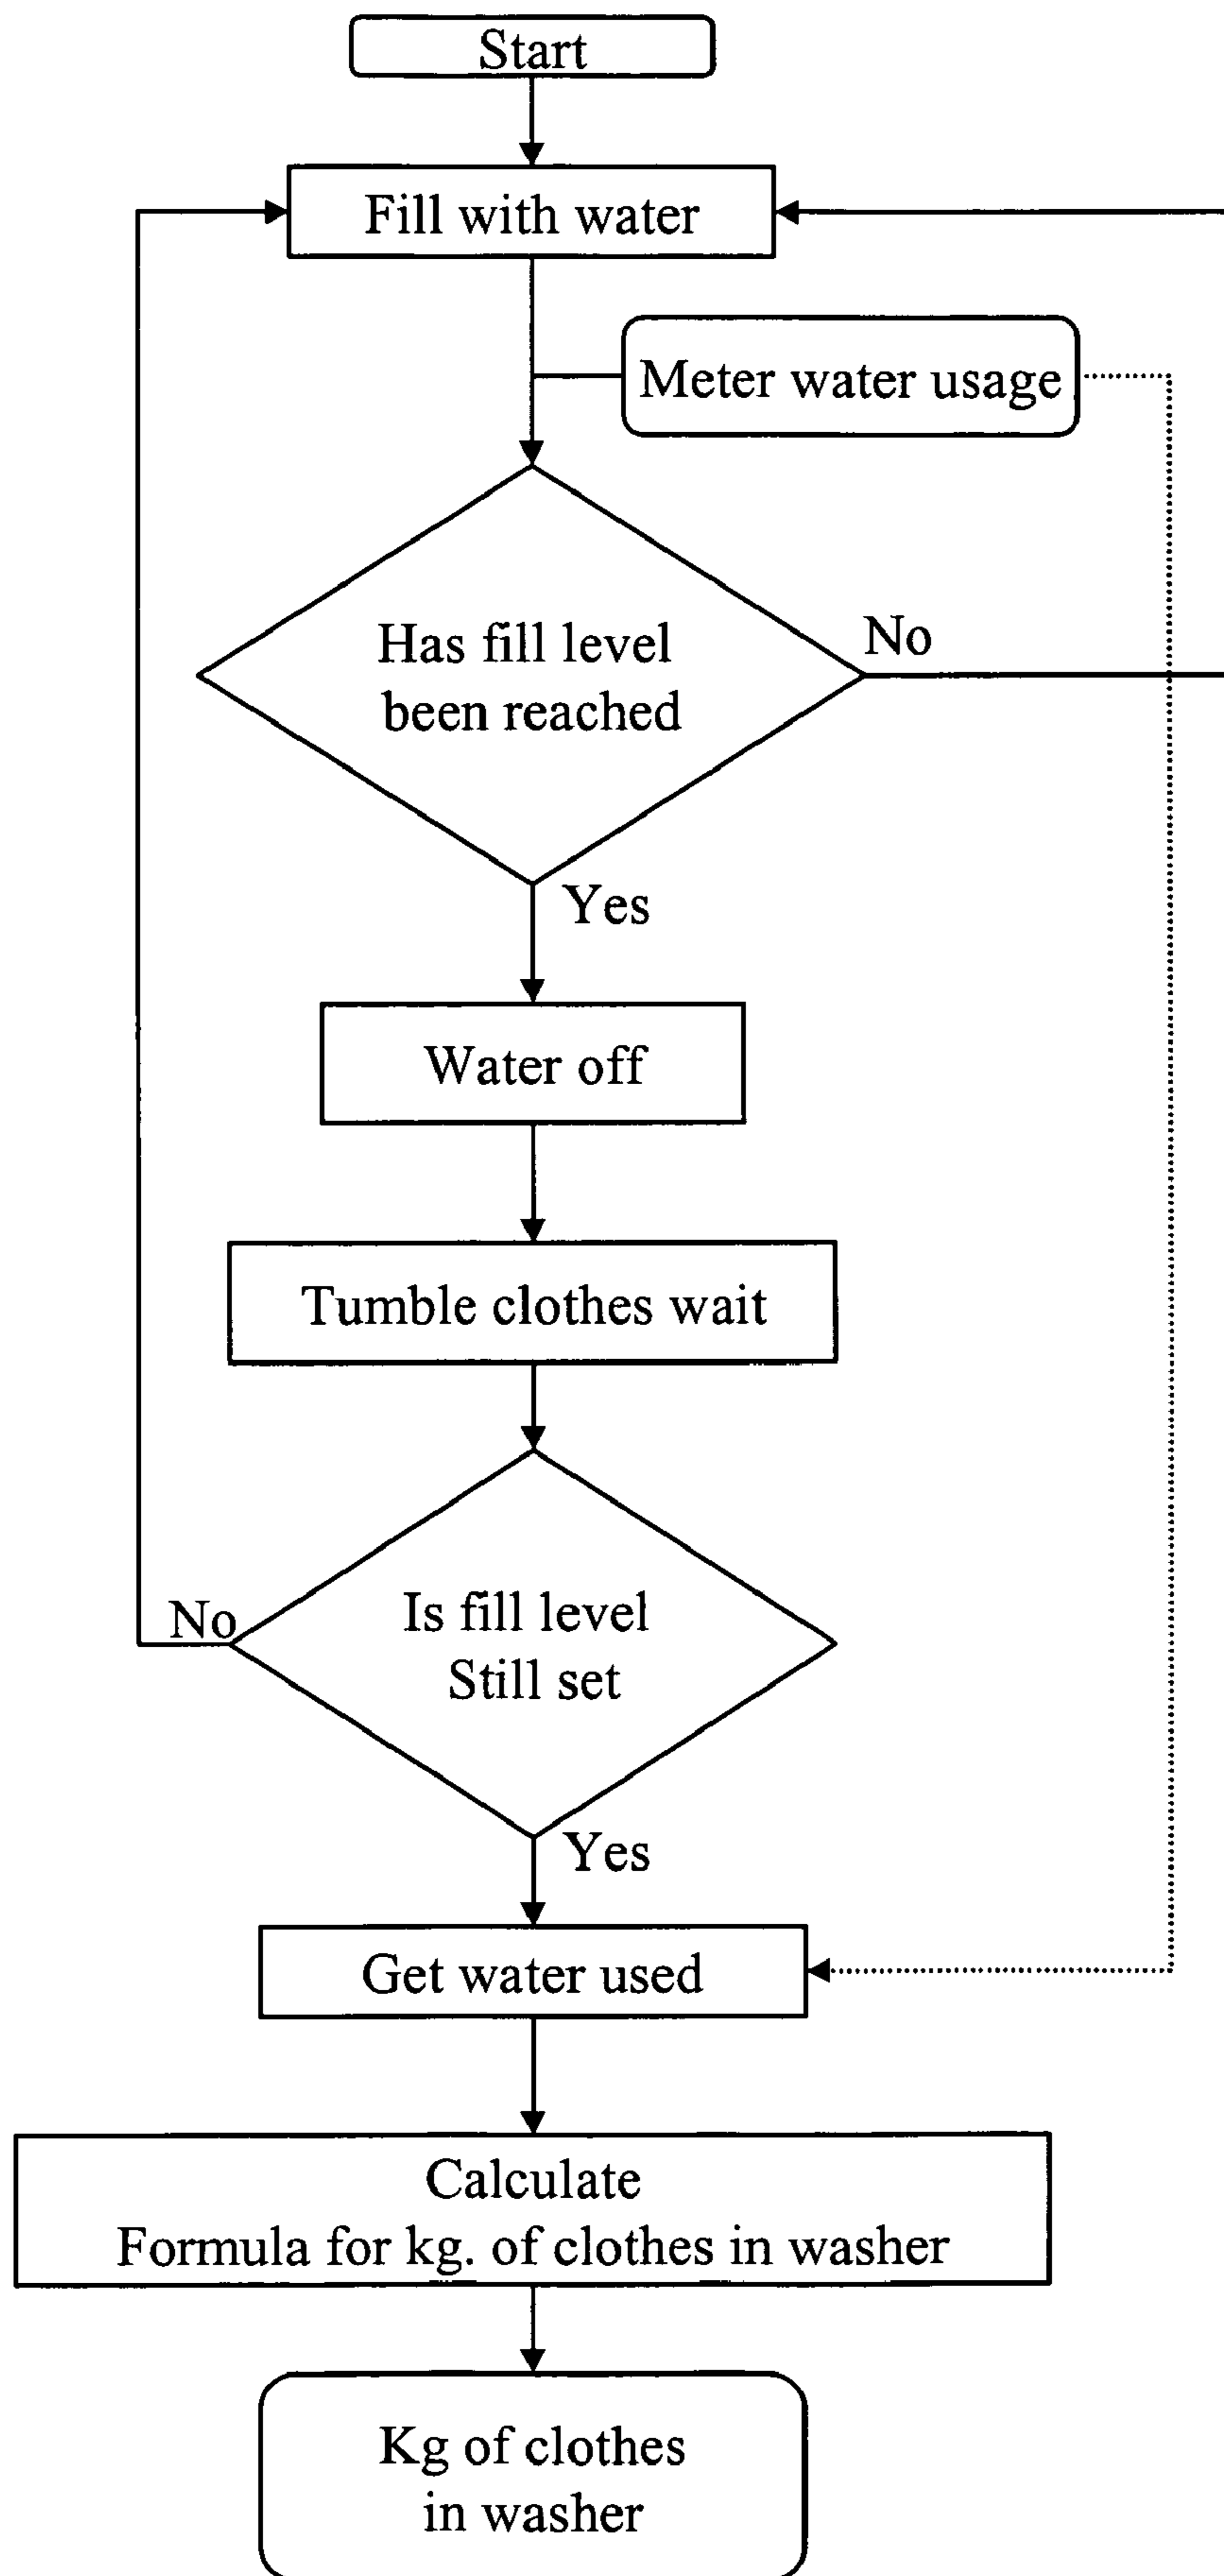 Start
Fill with water
Meter water usage
Has fill level
been reached
No
Yes
Water off
Tumble clothes wait
Is fill level
Still set
No
Yes
Get water used
Calculate
Formula for kg. of clothes in washer
Kg of clothes
in washer